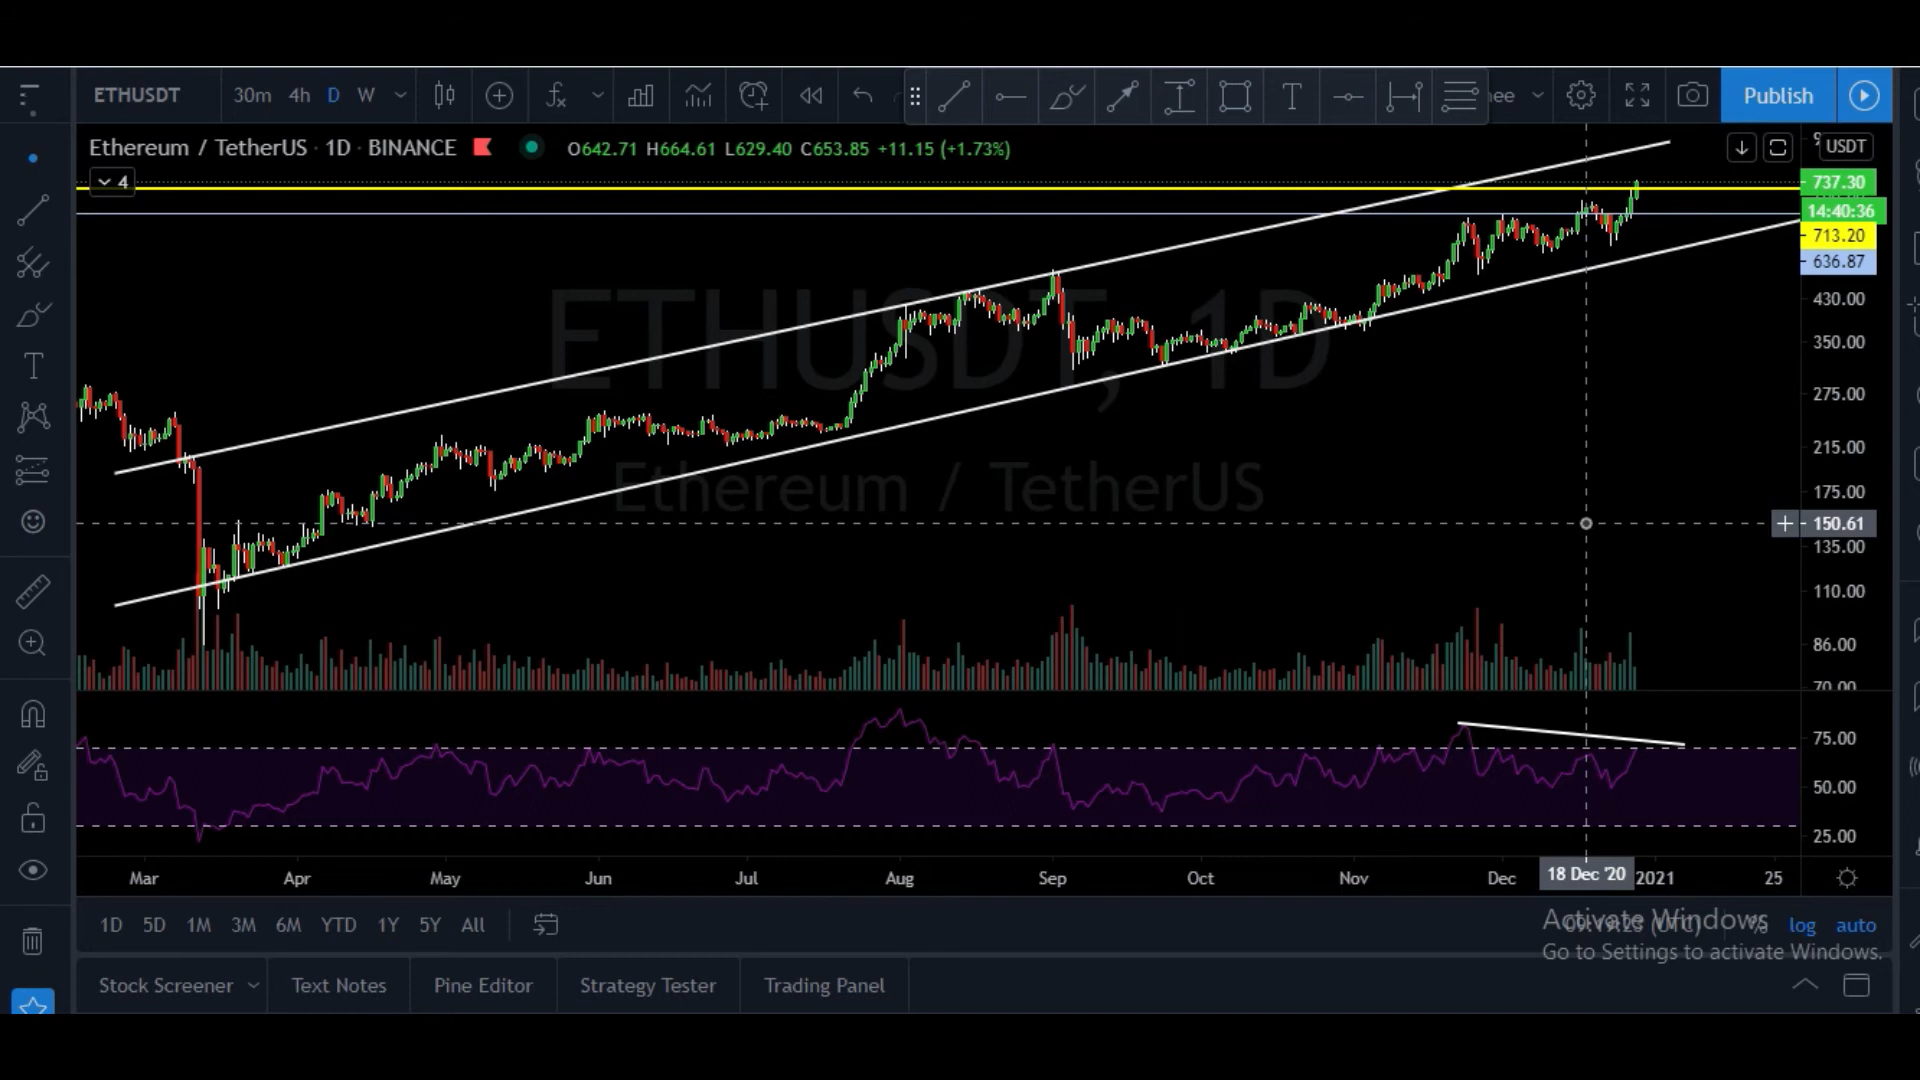 ETHUSDT 30m 4h D W Publish
Ethereum / TetherUS · 1D · BINANCE O642.71 H664.61 L629.40 C653.85 +11.15 (+1.73%) USDT
4
737.30
14:40:36
713.20
636.87
430.00
350.00
275.00
215.00
175.00
150.61
135.00
110.00
86.00
70.00
ETHUSDT, 1D
Ethereum / TetherUS
75.00
50.00
25.00
Mar Apr May Jun Jul Aug Sep Oct Nov Dec 18 Dec '20 2021 25
1D 5D 1M 3M 6M YTD 1Y 5Y All (UTC) % log auto
Activate Windows
Go to Settings to activate Windows.
Stock Screener Text Notes Pine Editor Strategy Tester Trading Panel